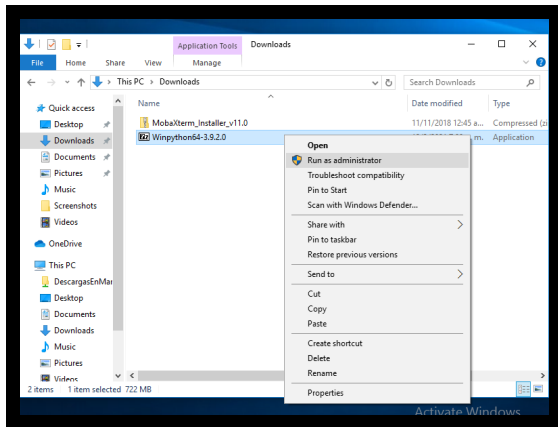 Application Tools Downloads
File Home Share View Manage
This PC > Downloads Search Downloads
Name Date modified Type
MobaXterm_Installer_v11.0 11/11/2018 12:45 a... Compressed (zi
Winpython64-3.9.2.0 m. Application
Quick access
Desktop
Downloads
Documents
Pictures
Music
Screenshots
Videos
OneDrive
This PC
DescargasEnMar
Desktop
Documents
Downloads
Music
Pictures
Videos
Open
Run as administrator
Troubleshoot compatibility
Pin to Start
Scan with Windows Defender...
Share with
Pin to taskbar
Restore previous versions
Send to
Cut
Copy
Paste
Create shortcut
Delete
Rename
Properties
2 items 1 item selected 722 MB
Activate Windows